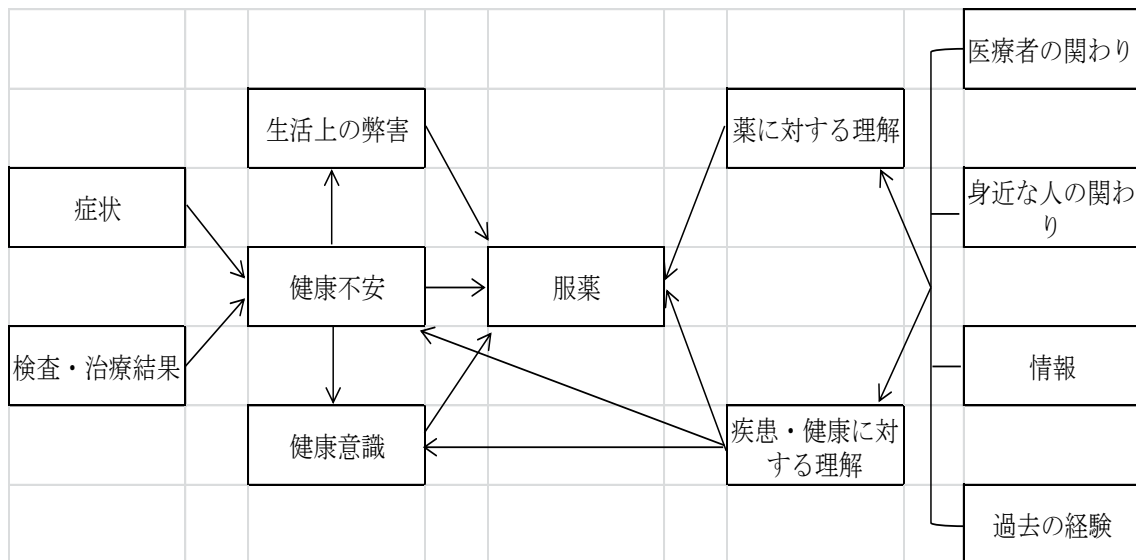 医療者の関わり
生活上の弊害
薬に対する理解
症状
身近な人の関わ
り
健康不安
服薬
検査・治療結果
情報
健康意識
疾患・健康に対
する理解
過去の経験